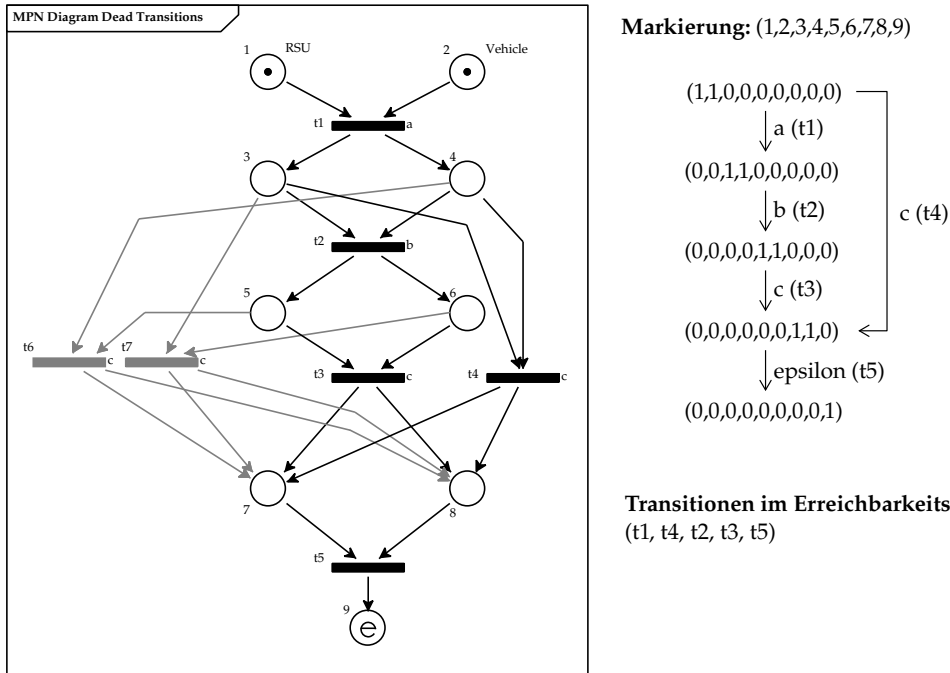 MPN Diagram Dead Transitions
1 RSU
2 Vehicle
t1 a
3
4
t2 b
5
6
t6 c
t7 c
t3 c
t4 c
7
8
t5
9
e
Markierung: (1,2,3,4,5,6,7,8,9)
(1,1,0,0,0,0,0,0,0)
a (t1)
(0,0,1,1,0,0,0,0,0)
b (t2)
c (t4)
(0,0,0,0,1,1,0,0,0)
c (t3)
(0,0,0,0,0,0,1,1,0)
epsilon (t5)
(0,0,0,0,0,0,0,0,1)
Transitionen im Erreichbarkeits
(t1, t4, t2, t3, t5)